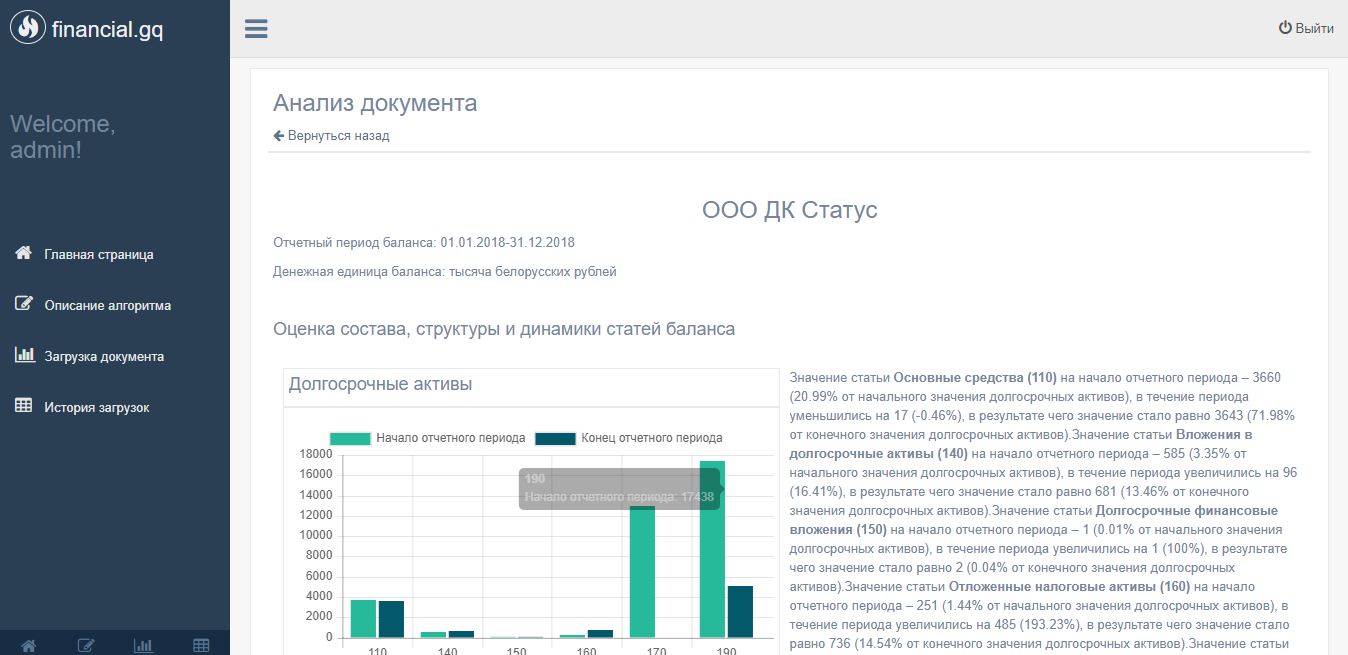 financial.gq
Выйти
Welcome,
admin!
Главная страница
Описание алгоритма
Загрузка документа
История загрузок
Анализ документа
Вернуться назад
ООО ДК Статус
Отчетный период баланса: 01.01.2018-31.12.2018
Денежная единица баланса: тысяча белорусских рублей
Оценка состава, структуры и динамики статей баланса
Долгосрочные активы
Начало отчетного периода Конец отчетного периода
18000
16000
14000
12000
10000
8000
6000
4000
2000
0
190
Начало отчетного периода: 17438
110 140 150 160 170 190
Значение статьи Основные средства (110) на начало отчетного периода – 3660
(20.99% от начального значения долгосрочных активов), в течение периода
уменьшились на 17 (-0.46%), в результате чего значение стало равно 3643 (71.98%
от конечного значения долгосрочных активов).Значение статьи Вложения в
долгосрочные активы (140) на начало отчетного периода – 585 (3.35% от
начального значения долгосрочных активов), в течение периода увеличились на 96
(16.41%), в результате чего значение стало равно 681 (13.46% от конечного
значения долгосрочных активов).Значение статьи Долгосрочные финансовые
вложения (150) на начало отчетного периода – 1 (0.01% от начального значения
долгосрочных активов), в течение периода увеличились на 1 (100%), в результате
чего значение стало равно 2 (0.04% от конечного значения долгосрочных
активов).Значение статьи Отложенные налоговые активы (160) на начало
отчетного периода – 251 (1.44% от начального значения долгосрочных активов), в
течение периода увеличились на 485 (193.23%), в результате чего значение стало
равно 736 (14.54% от конечного значения долгосрочных активов).Значение статьи